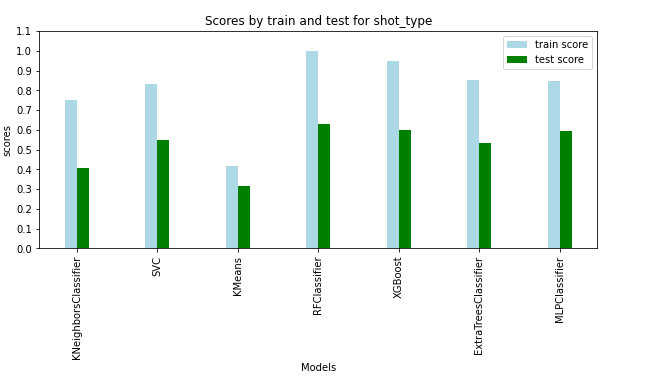 Scores by train and test for shot_type
1.1
1.0
0.9
0.8
0.7
0.6
0.5
0.4
0.3
0.2
0.1
0.0
scores
train score
test score
KNeighborsClassifier
SVC
KMeans
RFClassifier
XGBoost
ExtraTreesClassifier
MLPClassifier
Models